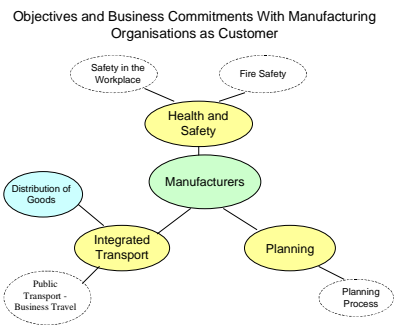 Objectives and Business Commitments With Manufacturing
Organisations as Customer
Safety in the
Workplace
Fire Safety
Health and
Safety
Manufacturers
Distribution of
Goods
Integrated
Transport
Planning
Public
Transport -
Business Travel
Planning
Process